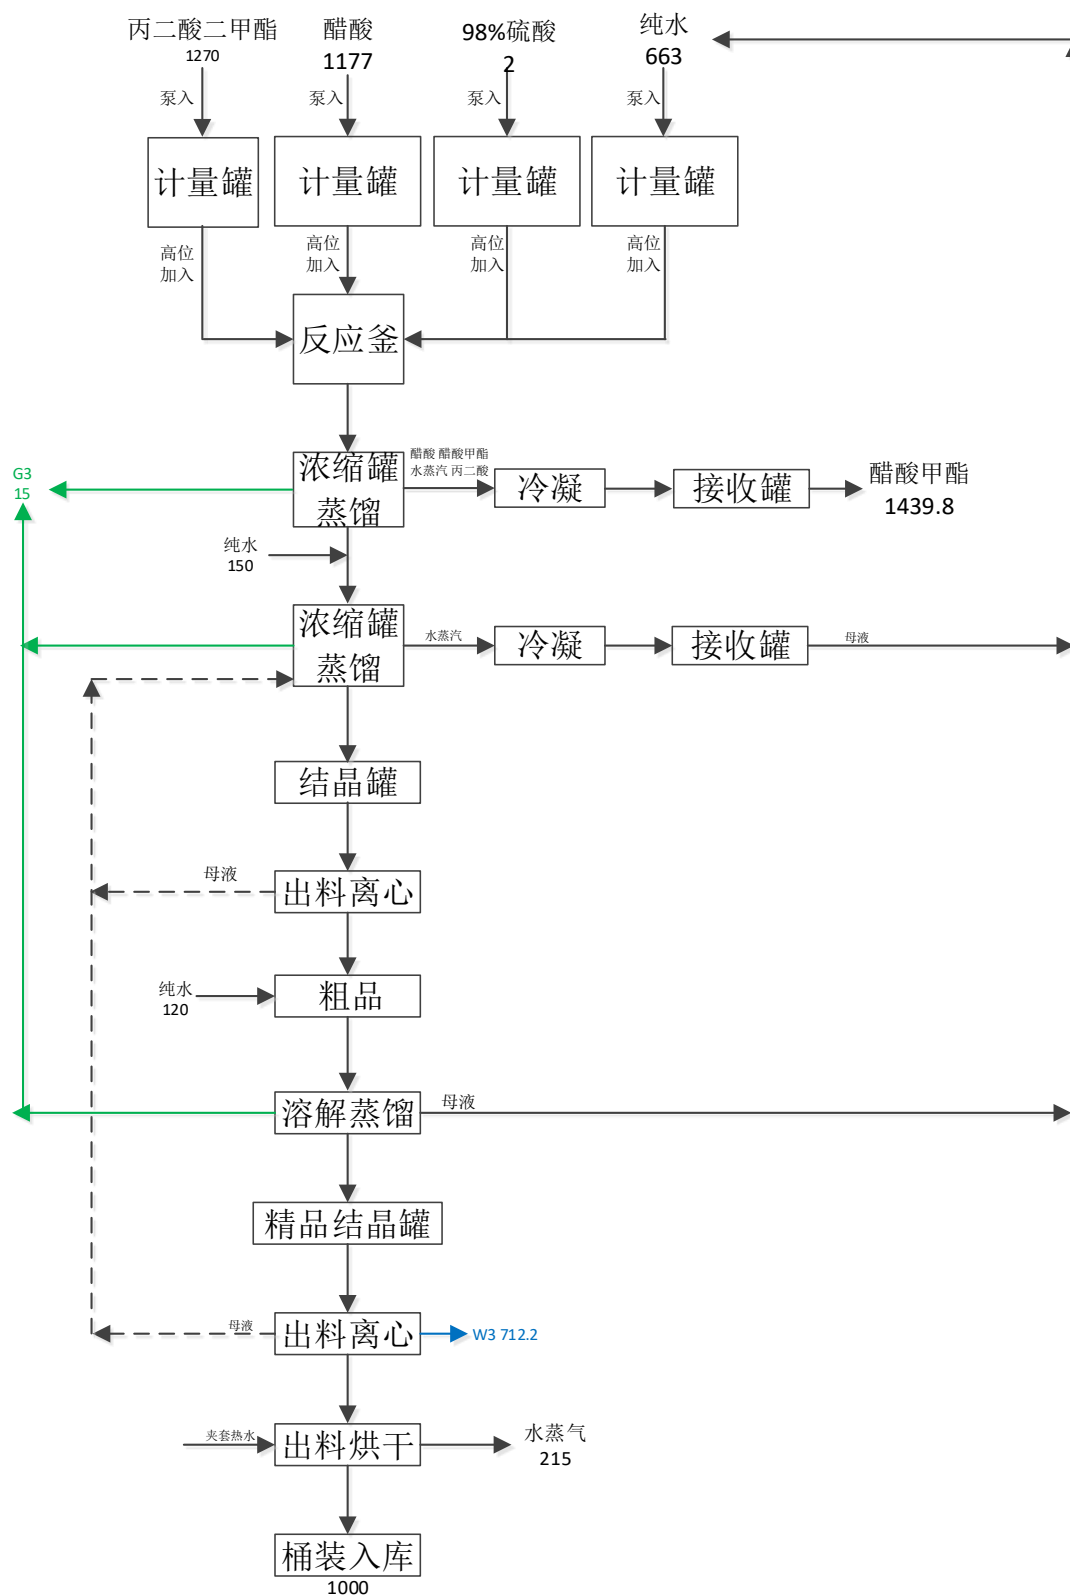 丙二酸二甲酯
1270
醋酸
1177
98%硫酸
2
纯水
663
泵入
泵入
泵入
泵入
计量罐
计量罐
计量罐
计量罐
高位
加入
高位
加入
高位
加入
高位
加入
反应釜
G3
15
浓缩罐
蒸馏
醋酸 醋酸甲酯
水蒸汽 丙二酸
冷凝
接收罐
醋酸甲酯
1439.8
纯水
150
浓缩罐
蒸馏
水蒸汽
冷凝
接收罐
母液
结晶罐
母液
出料离心
纯水
120
粗品
溶解蒸馏
母液
精品结晶罐
母液
出料离心
W3 712.2
夹套热水
出料烘干
水蒸气
215
桶装入库
1000